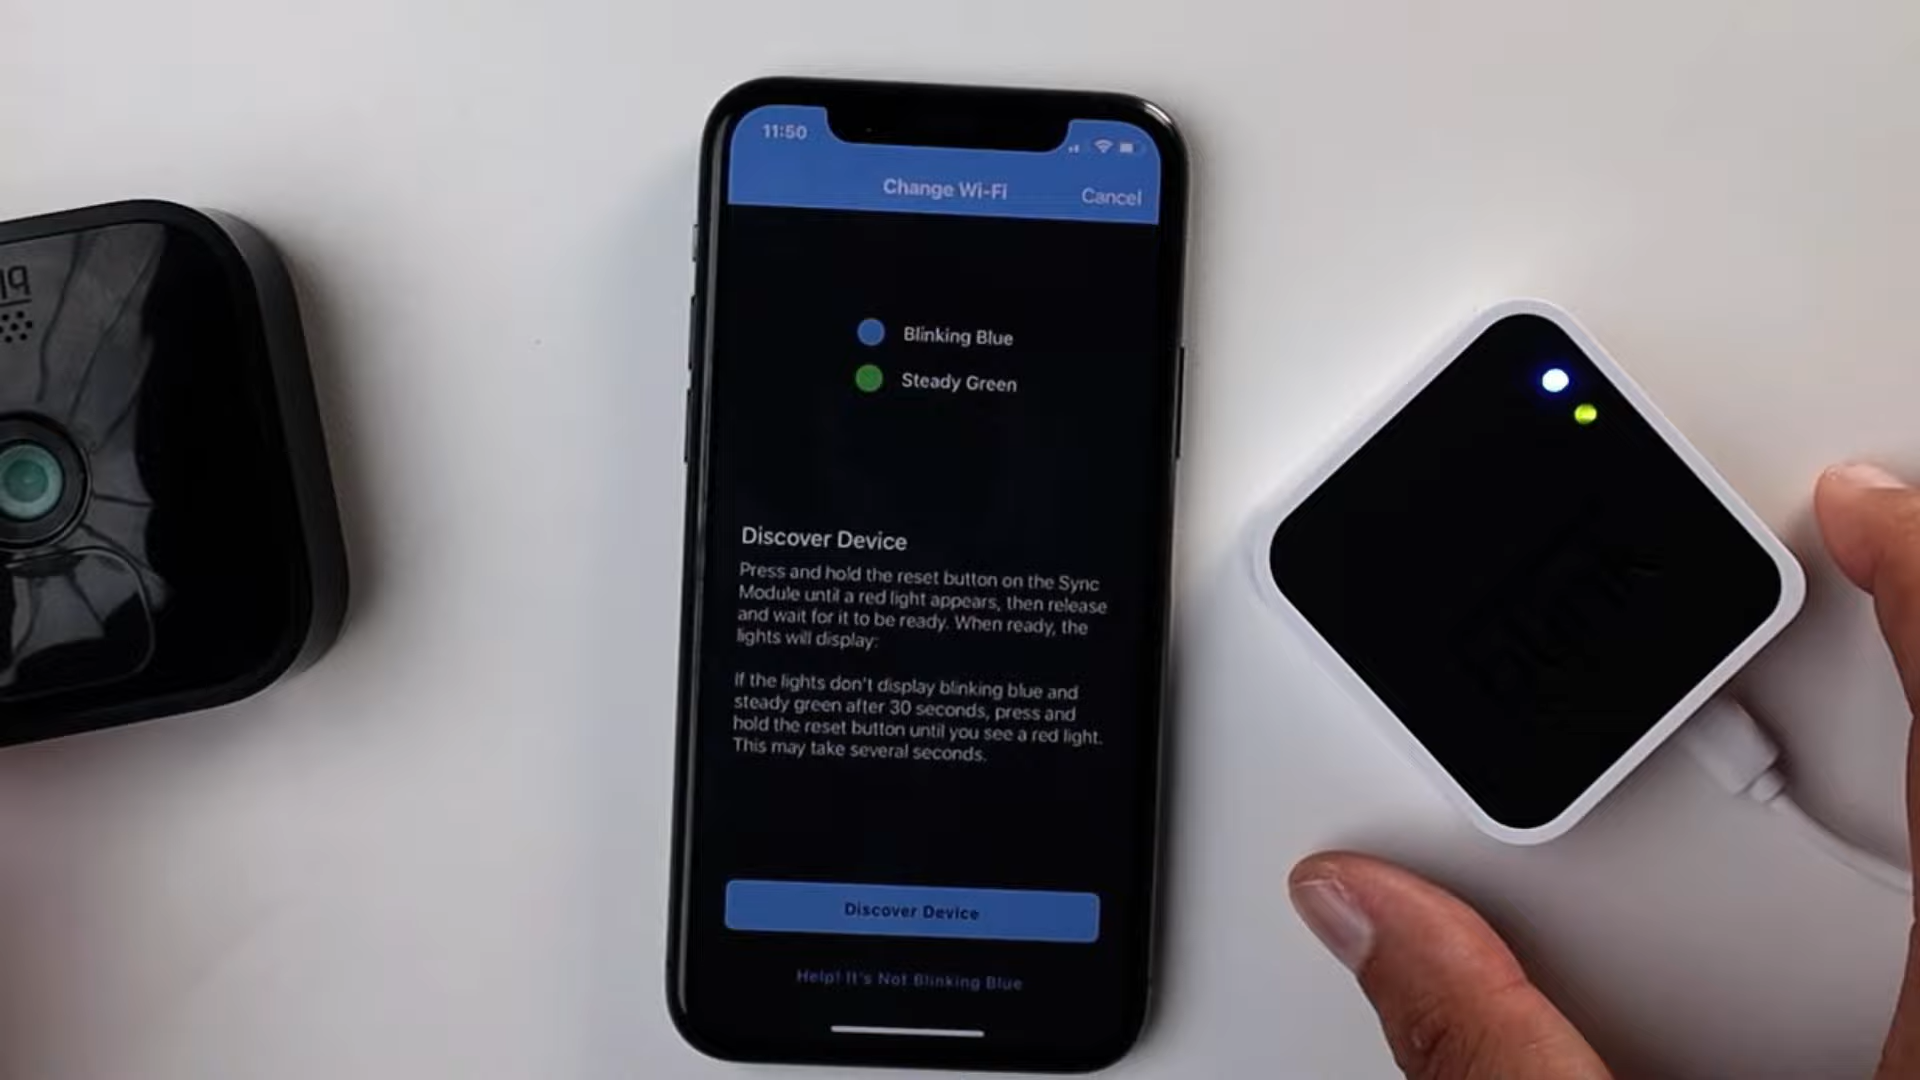 11:50
Change Wi-Fi
Cancel
Blinking Blue
Steady Green
Discover Device
Press and hold the reset button on the Sync
Module until a red light appears, then release
and wait for it to be ready. When ready, the
lights will display:
If the lights don't display blinking blue and
steady green after 30 seconds, press and
hold the reset button until you see a red light.
This may take several seconds.
Discover Device
Help! It's Not Blinking Blue
blink